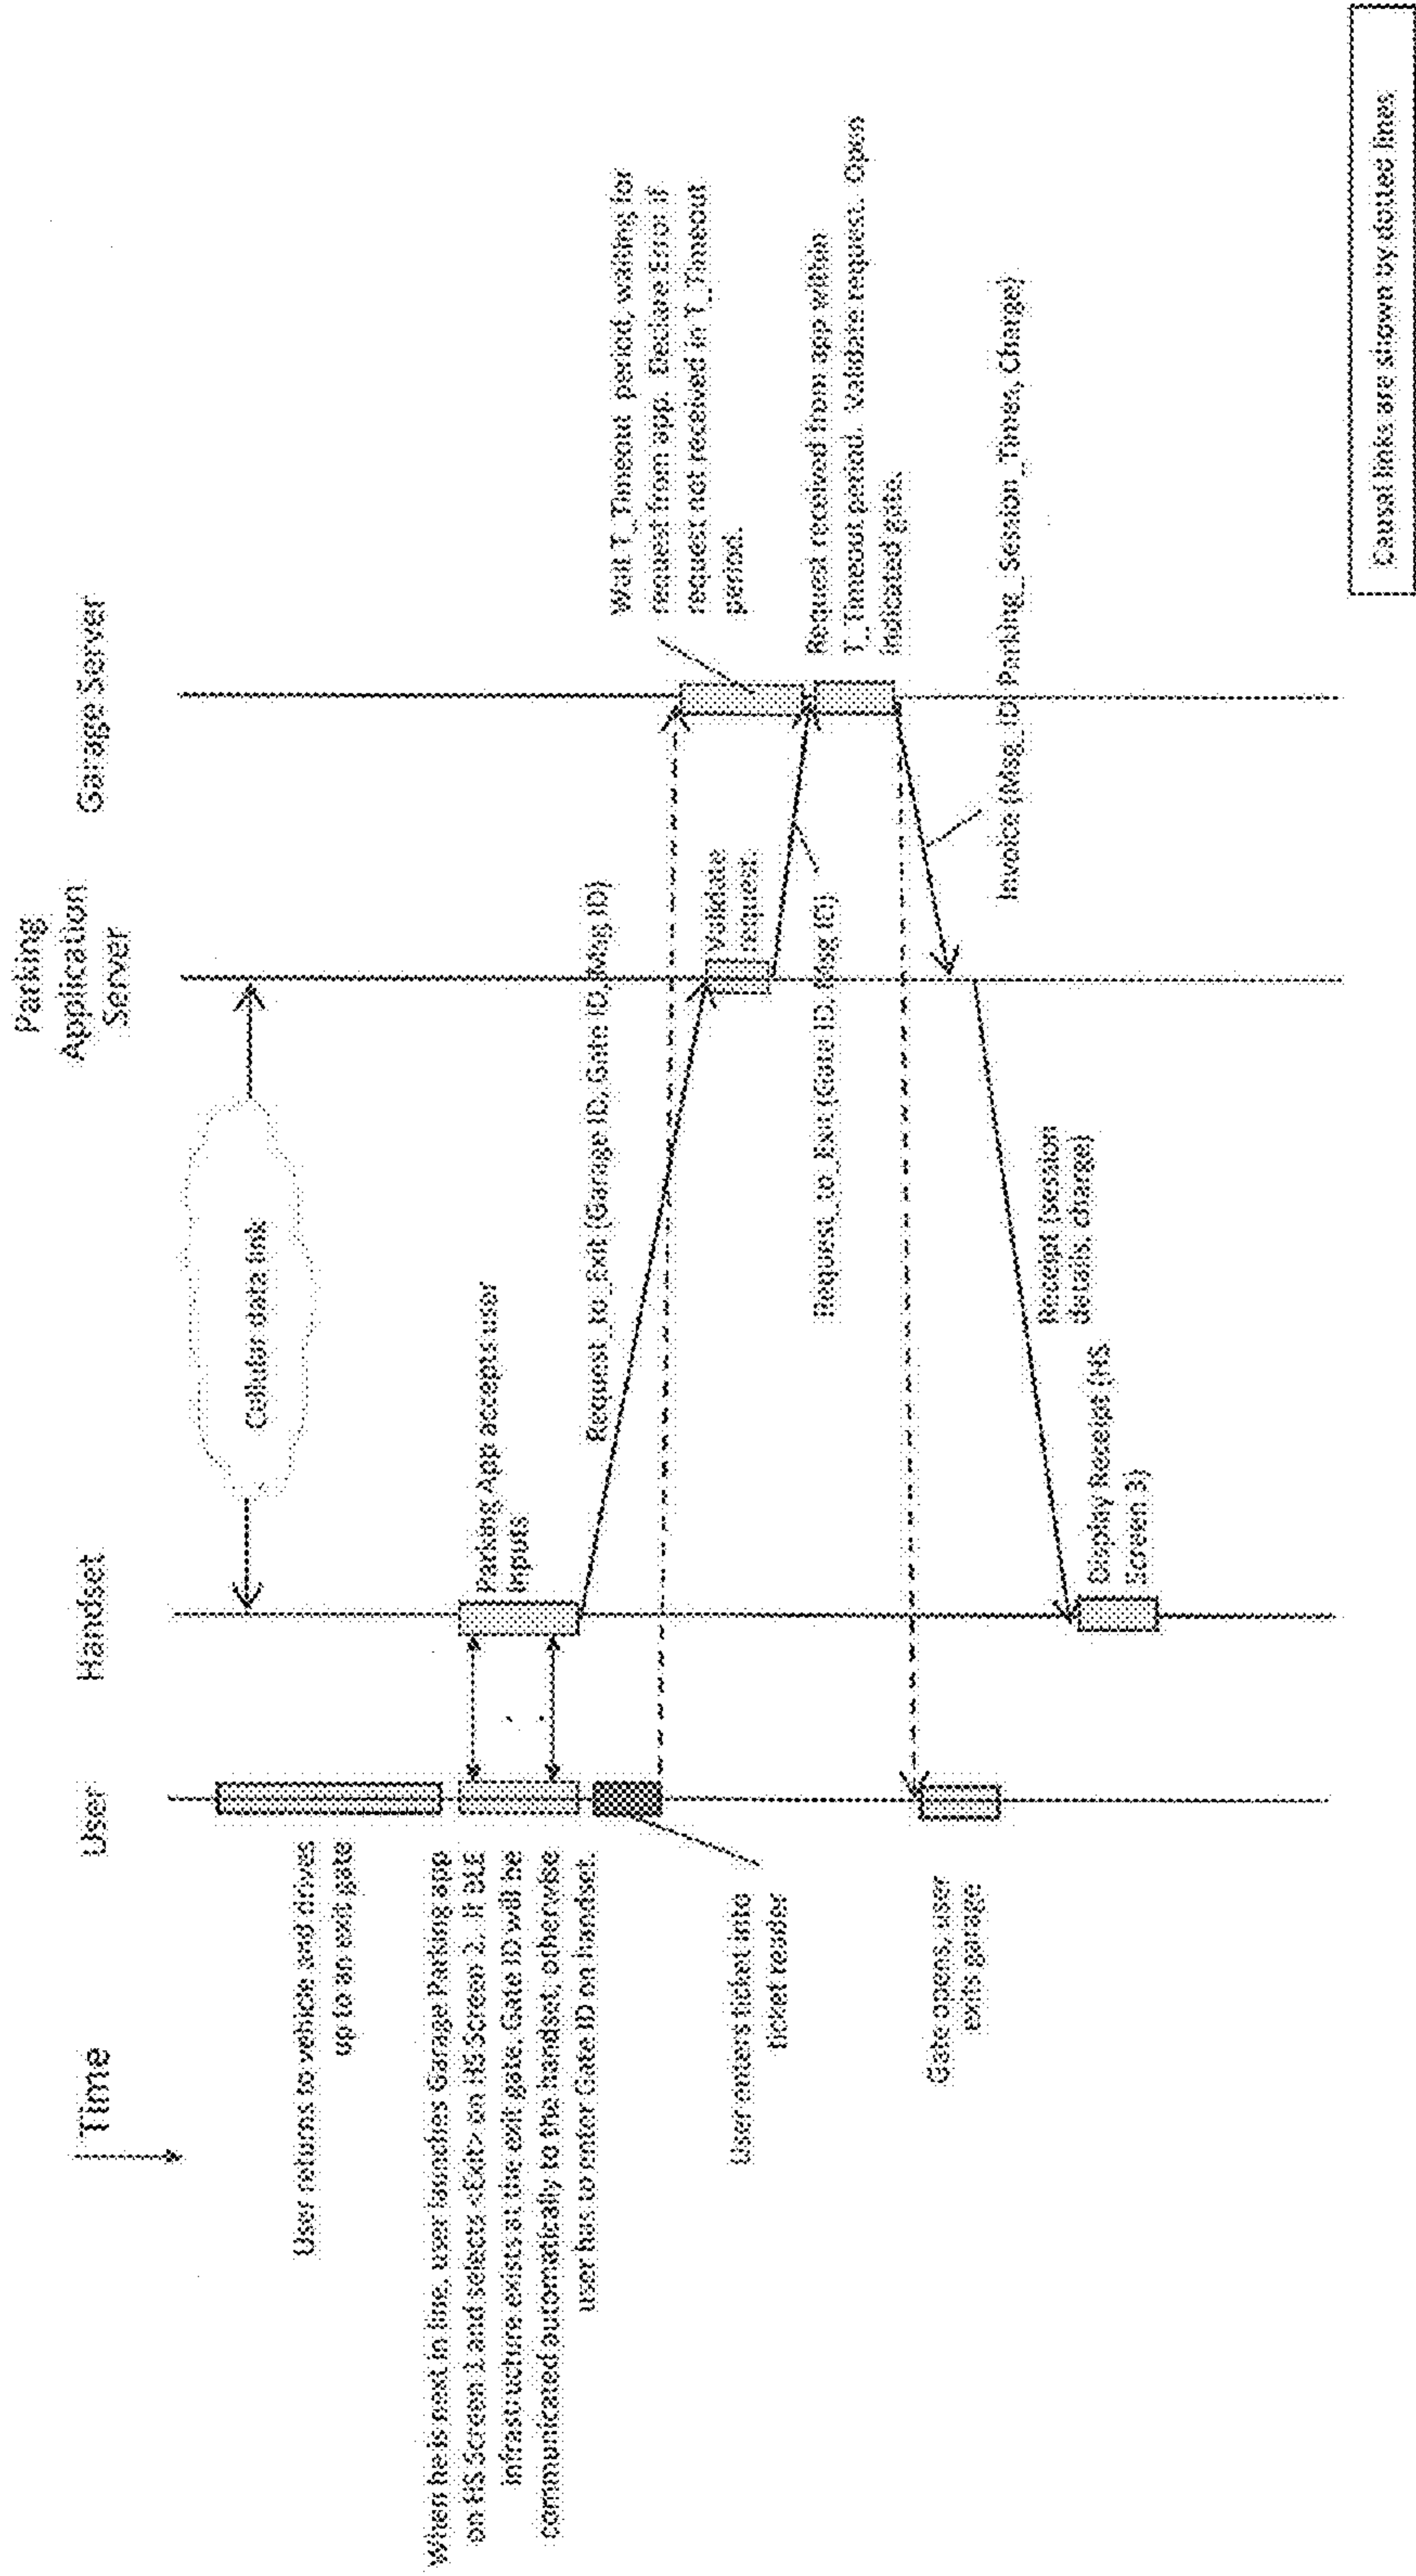 Time
User
Handset
Parking
Application
Server
Garage Server
Cellular data link
User returns to vehicle and drives
up to an exit gate
When he is next in line, user launches Garage Parking app
on HS Screen 1 and selects <Exit> on HS Screen 2. If BLE
infrastructure exists at the exit gate, Gate ID will be
communicated automatically to the handset, otherwise
user has to enter Gate ID on handset.
Parking App accepts user
inputs
Request_to_Exit (Garage ID, Gate ID, Msg ID)
User enters ticket into
ticket reader
Wait T_Timeout period, waiting for
request from app. Declare Error if
request not received in T_Timeout
period.
Validate
request.
Request_to_Exit (Gate ID, Msg ID)
Request received from app within
T_Timeout period. Validate request. Open
indicated gate.
Gate opens, user
exits garage
Invoice (Msg_ID, Parking_Session_Times, Charge)
Receipt (session
details, charge)
Display Receipt (HS
Screen 3)
Causal links are shown by dotted lines